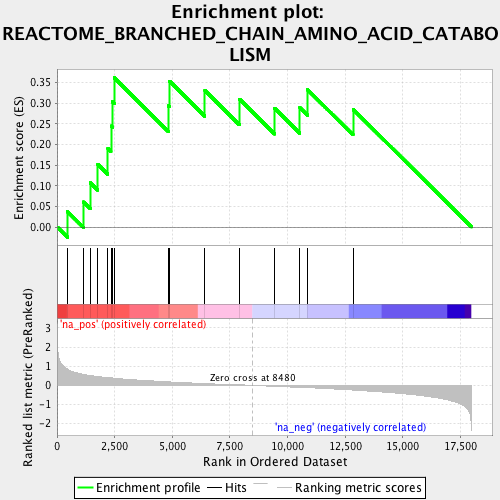 Enrichment plot:
REACTOME_BRANCHED_CHAIN_AMINO_ACID_CATABO
LISM
Enrichment score (ES)
0.35
0.30
0.25
0.20
0.15
0.10
0.05
0.00
'na_pos' (positively correlated)
Ranked list metric (PreRanked)
3
2
1
0
-1
-2
Zero cross at 8480
'na_neg' (negatively correlated)
0
2,500
5,000
7,500
10,000
12,500
15,000
17,500
Rank in Ordered Dataset
Enrichment profile
Hits
Ranking metric scores